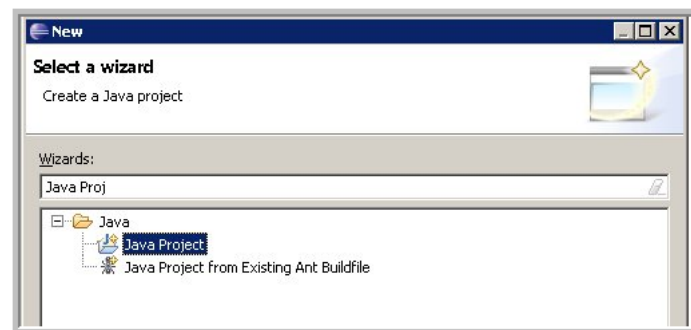 New
Select a wizard
Create a Java project
Wizards:
Java Proj
Java
Java Project
Java Project from Existing Ant Buildfile